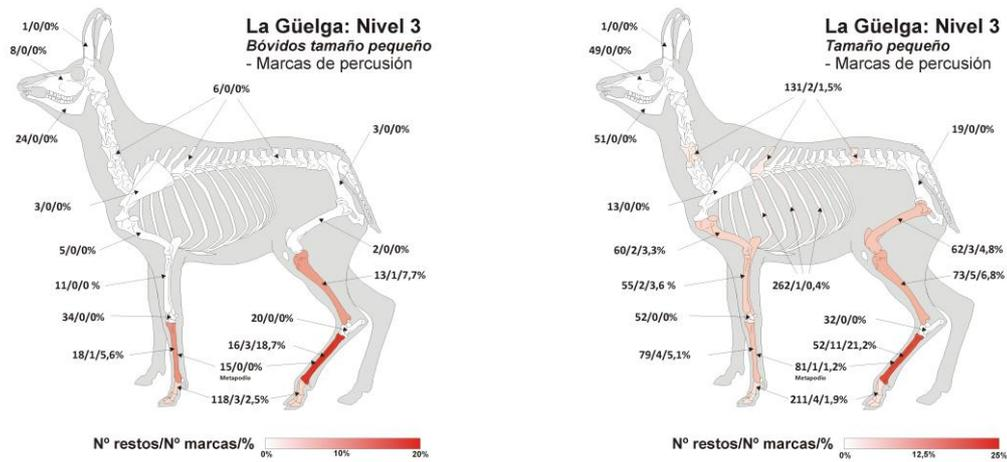 La Güelga: Nivel 3
Bóvidos tamaño pequeño
- Marcas de percusión
1/0/0%
8/0/0%
6/0/0%
24/0/0%
3/0/0%
3/0/0%
5/0/0%
2/0/0%
13/1/7,7%
11/0/0 %
34/0/0%
20/0/0%
16/3/18,7%
18/1/5,6%
15/0/0%
Metapodio
118/3/2,5%
Nº restos/Nº marcas/%
0% 10% 20%
La Güelga: Nivel 3
Tamaño pequeño
- Marcas de percusión
1/0/0%
49/0/0%
131/2/1,5%
51/0/0%
19/0/0%
13/0/0%
60/2/3,3%
62/3/4,8%
73/5/6,8%
55/2/3,6 %
262/1/0,4%
52/0/0%
32/0/0%
52/11/21,2%
79/4/5,1%
81/1/1,2%
Metapodio
211/4/1,9%
Nº restos/Nº marcas/%
0% 12,5% 25%